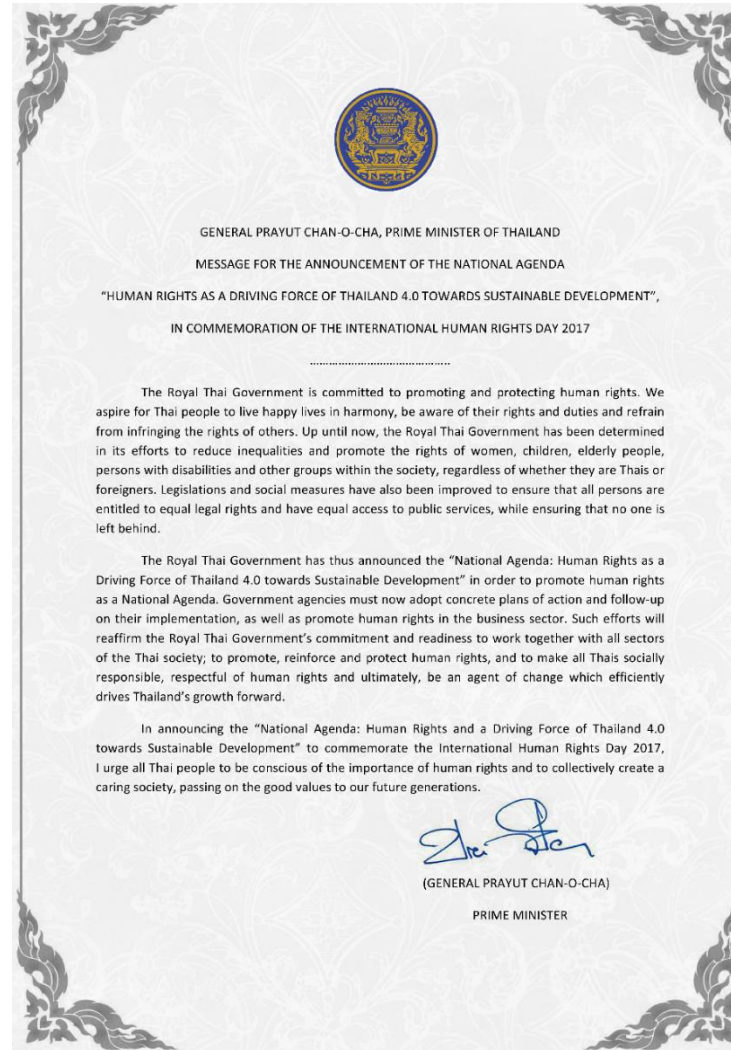 GENERAL PRAYUT CHAN-O-CHA, PRIME MINISTER OF THAILAND
MESSAGE FOR THE ANNOUNCEMENT OF THE NATIONAL AGENDA
“HUMAN RIGHTS AS A DRIVING FORCE OF THAILAND 4.0 TOWARDS SUSTAINABLE DEVELOPMENT”,
IN COMMEMORATION OF THE INTERNATIONAL HUMAN RIGHTS DAY 2017
............................................
The Royal Thai Government is committed to promoting and protecting human rights. We
aspire for Thai people to live happy lives in harmony, be aware of their rights and duties and refrain
from infringing the rights of others. Up until now, the Royal Thai Government has been determined
in its efforts to reduce inequalities and promote the rights of women, children, elderly people,
persons with disabilities and other groups within the society, regardless of whether they are Thais or
foreigners. Legislations and social measures have also been improved to ensure that all persons are
entitled to equal legal rights and have equal access to public services, while ensuring that no one is
left behind.
The Royal Thai Government has thus announced the “National Agenda: Human Rights as a
Driving Force of Thailand 4.0 towards Sustainable Development” in order to promote human rights
as a National Agenda. Government agencies must now adopt concrete plans of action and follow-up
on their implementation, as well as promote human rights in the business sector. Such efforts will
reaffirm the Royal Thai Government’s commitment and readiness to work together with all sectors
of the Thai society; to promote, reinforce and protect human rights, and to make all Thais socially
responsible, respectful of human rights and ultimately, be an agent of change which efficiently
drives Thailand’s growth forward.
In announcing the “National Agenda: Human Rights and a Driving Force of Thailand 4.0
towards Sustainable Development” to commemorate the International Human Rights Day 2017,
I urge all Thai people to be conscious of the importance of human rights and to collectively create a
caring society, passing on the good values to our future generations.
(GENERAL PRAYUT CHAN-O-CHA)
PRIME MINISTER